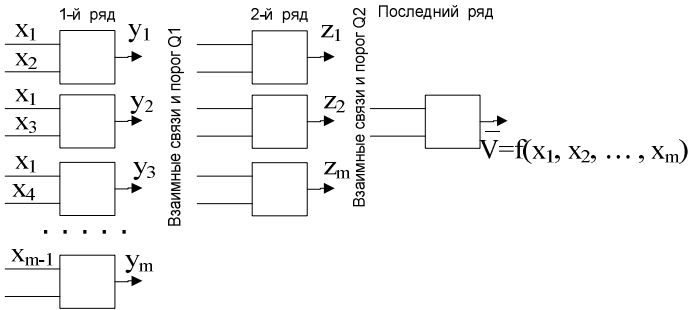 1-й ряд
2-й ряд
Последний ряд
x1
x2
y1
x1
x3
y2
x1
x4
y3
. . . . .
xm-1
ym
Взаимные связи и порог Q1
z1
z2
zm
Взаимные связи и порог Q2
V=f(x1, x2, … , xm)